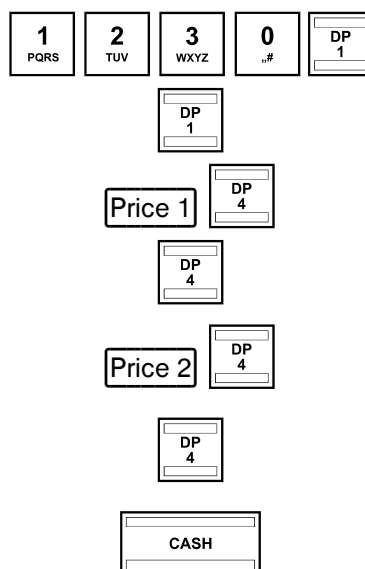 1 2 3 0 DP
PQRS TUV WXYZ „# 1
DP
1
Price 1 DP
4
DP
4
Price 2 DP
4
DP
4
CASH